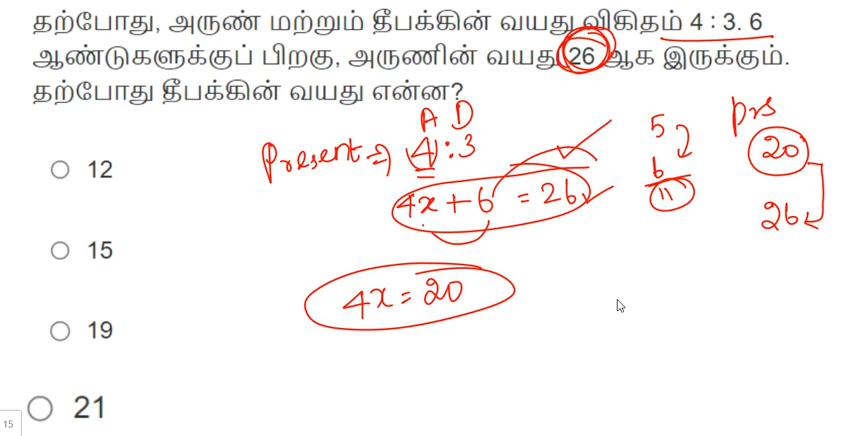 தற்போது, அருண் மற்றும் தீபக்கின் வயது விகிதம் 4 : 3. 6
ஆண்டுகளுக்குப் பிறகு, அருணின் வயது 26 ஆக இருக்கும்.
தற்போது தீபக்கின் வயது என்ன?
A D
Present ⇒ 4 : 3
4x + 6 = 26
4x = 20
5
6
11
prs
20
26
12
15
19
21
15